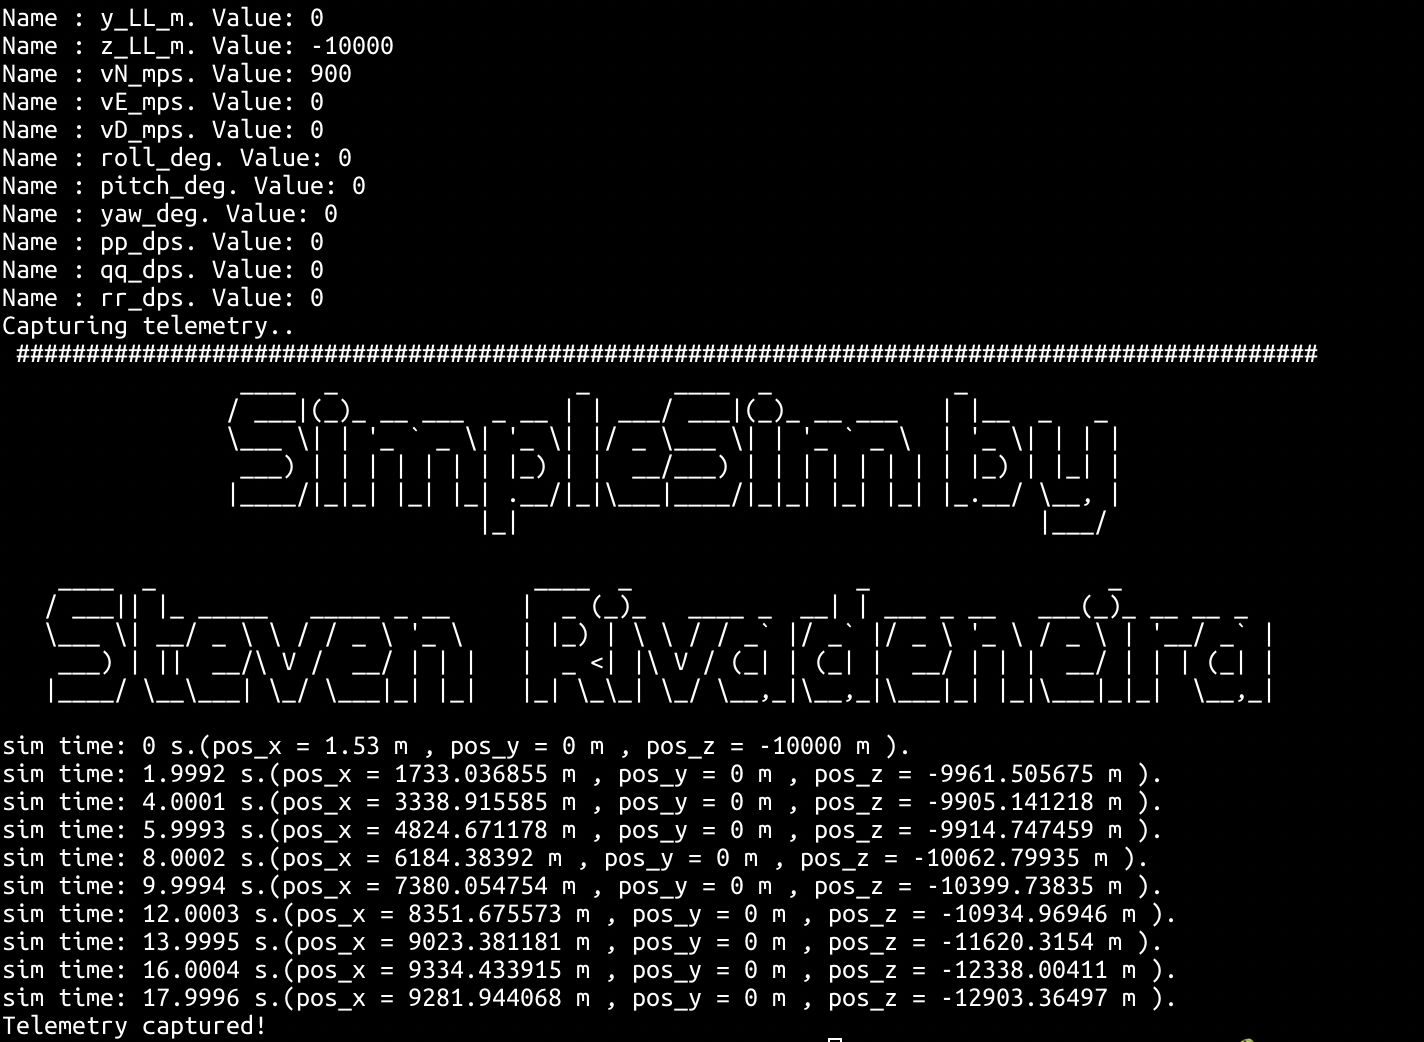 Name : y_LL_m. Value: 0
Name : z_LL_m. Value: -10000
Name : vN_mps. Value: 900
Name : vE_mps. Value: 0
Name : vD_mps. Value: 0
Name : roll_deg. Value: 0
Name : pitch_deg. Value: 0
Name : yaw_deg. Value: 0
Name : pp_dps. Value: 0
Name : qq_dps. Value: 0
Name : rr_dps. Value: 0
Capturing telemetry..
#############################################################################################
SimpleSim by
Steven Rivadeneira
sim time: 0 s.(pos_x = 1.53 m , pos_y = 0 m , pos_z = -10000 m ).
sim time: 1.9992 s.(pos_x = 1733.036855 m , pos_y = 0 m , pos_z = -9961.505675 m ).
sim time: 4.0001 s.(pos_x = 3338.915585 m , pos_y = 0 m , pos_z = -9905.141218 m ).
sim time: 5.9993 s.(pos_x = 4824.671178 m , pos_y = 0 m , pos_z = -9914.747459 m ).
sim time: 8.0002 s.(pos_x = 6184.38392 m , pos_y = 0 m , pos_z = -10062.79935 m ).
sim time: 9.9994 s.(pos_x = 7380.054754 m , pos_y = 0 m , pos_z = -10399.73835 m ).
sim time: 12.0003 s.(pos_x = 8351.675573 m , pos_y = 0 m , pos_z = -10934.96946 m ).
sim time: 13.9995 s.(pos_x = 9023.381181 m , pos_y = 0 m , pos_z = -11620.3154 m ).
sim time: 16.0004 s.(pos_x = 9334.433915 m , pos_y = 0 m , pos_z = -12338.00411 m ).
sim time: 17.9996 s.(pos_x = 9281.944068 m , pos_y = 0 m , pos_z = -12903.36497 m ).
Telemetry captured!